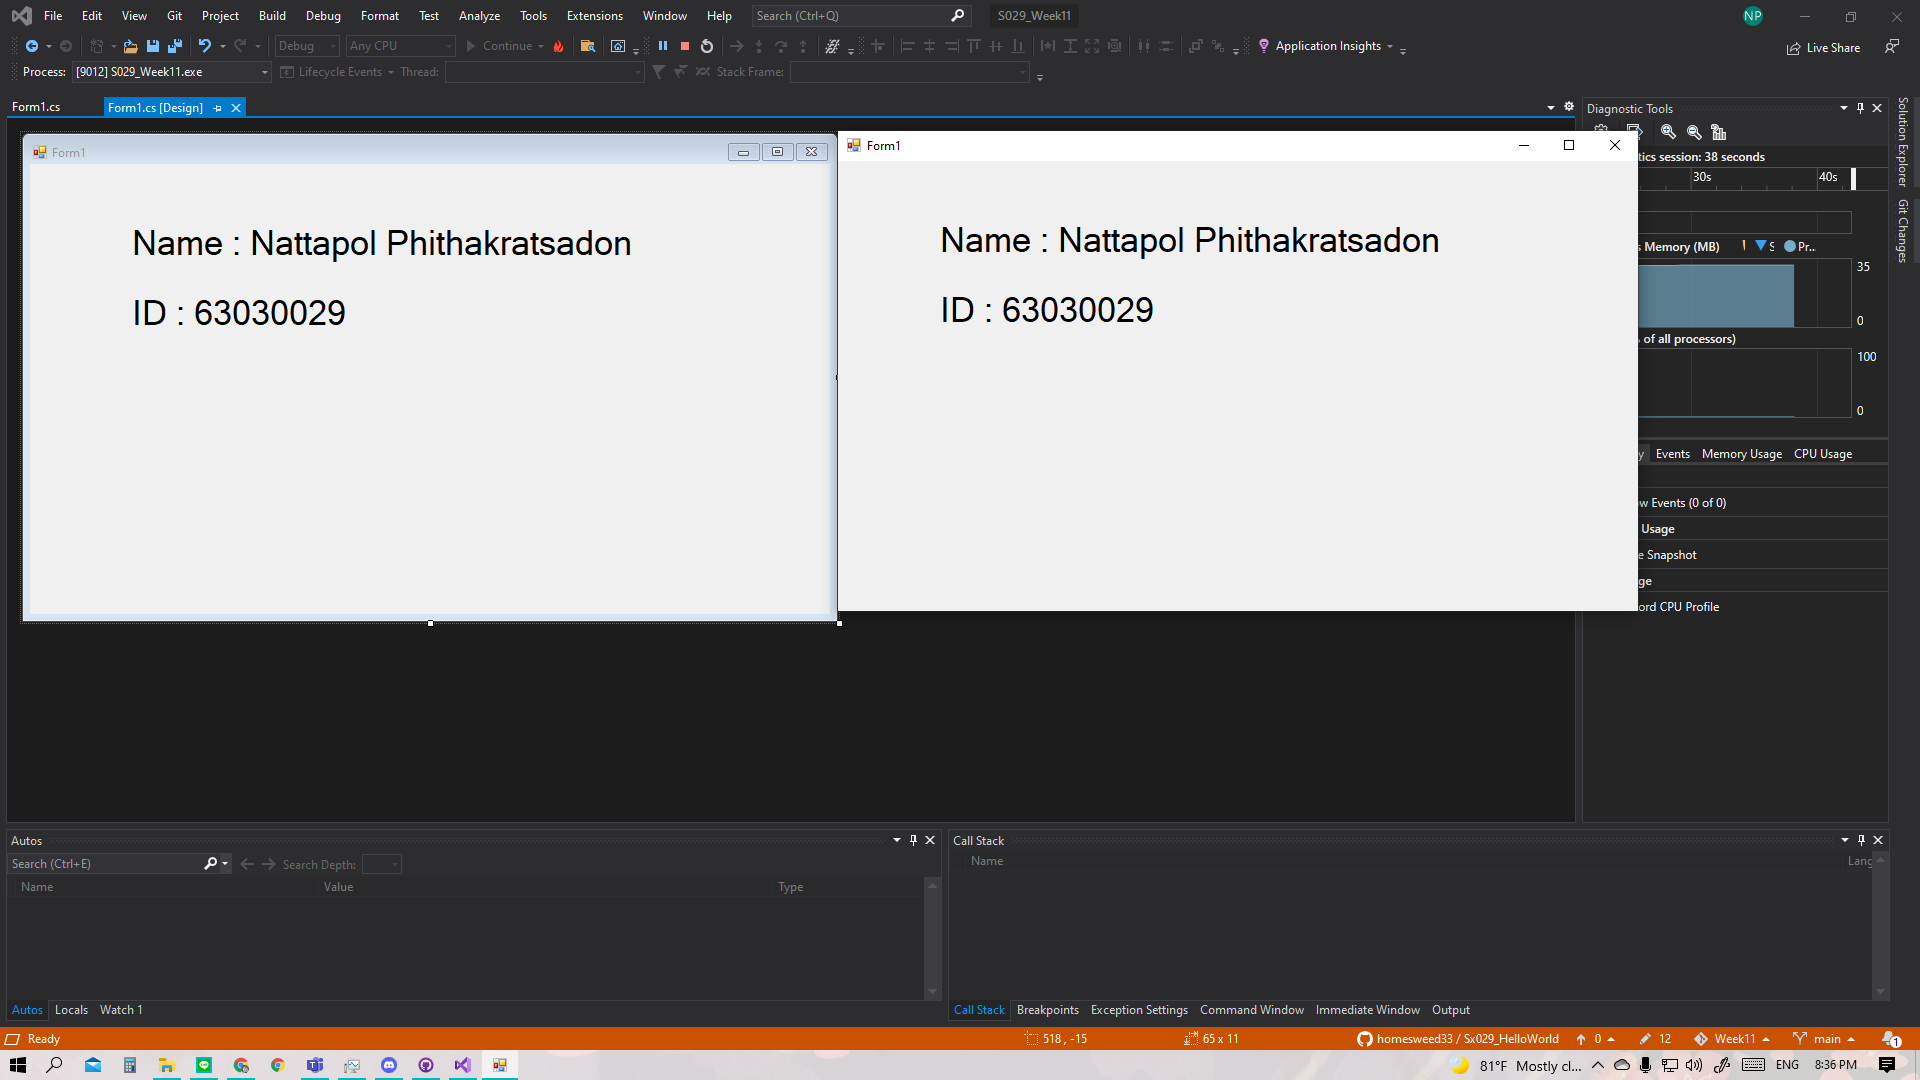 File Edit View Git Project Build Debug Format Test Analyze Tools Extensions Window Help Search (Ctrl+Q) S029_Week11 NP
Debug Any CPU Continue Application Insights Live Share
Process: [9012] S029_Week11.exe Lifecycle Events Thread: Stack Frame:
Form1.cs Form1.cs [Design]
Form1
Name : Nattapol Phithakratsadon
ID : 63030029
Form1
Name : Nattapol Phithakratsadon
ID : 63030029
Diagnostic Tools
tics session: 38 seconds
30s 40s
s Memory (MB) S Pr...
35
0
of all processors)
100
0
y Events Memory Usage CPU Usage
w Events (0 of 0)
Usage
e Snapshot
ge
ord CPU Profile
Solution Explorer
Git Changes
Autos
Search (Ctrl+E) Search Depth:
Name Value Type
Autos Locals Watch 1
Call Stack
Name Lang
Call Stack Breakpoints Exception Settings Command Window Immediate Window Output
Ready 518 , -15 65 x 11 homesweed33 / Sx029_HelloWorld 0 12 Week11 main 1
81°F Mostly cl... ENG 8:36 PM